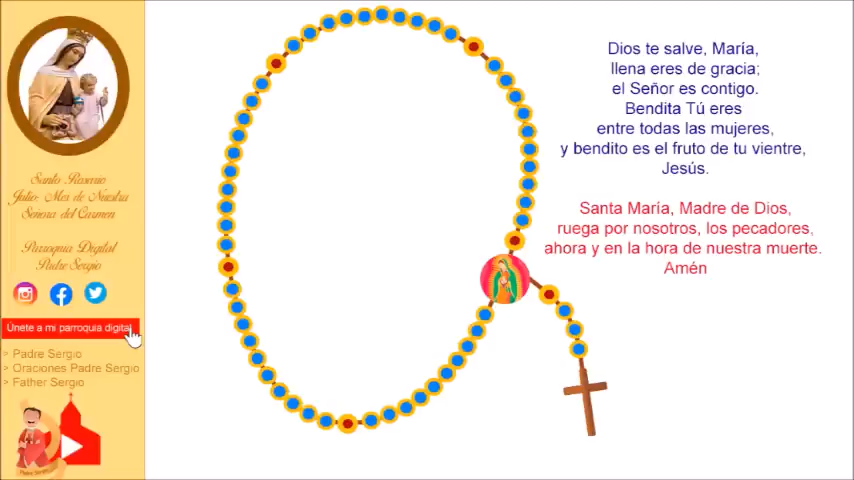 Santo Rosario
Julio: Mes de Nuestra
Señora del Carmen
Parroquia Digital
Padre Sergio
Únete a mi parroquia digital
> Padre Sergio
> Oraciones Padre Sergio
> Father Sergio
Padre Sergio
Dios te salve, María,
llena eres de gracia;
el Señor es contigo.
Bendita Tú eres
entre todas las mujeres,
y bendito es el fruto de tu vientre,
Jesús.
Santa María, Madre de Dios,
ruega por nosotros, los pecadores,
ahora y en la hora de nuestra muerte.
Amén